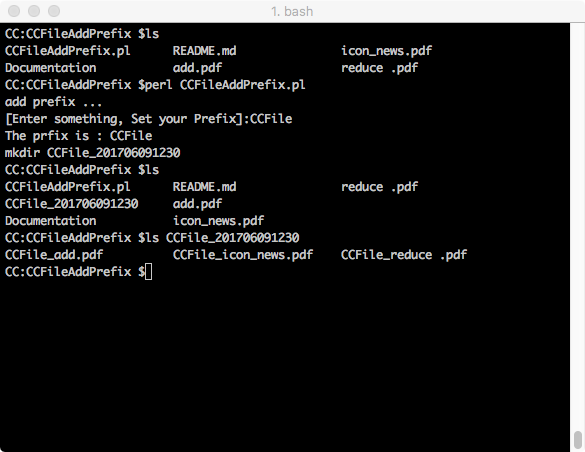 1. bash
CC:CCFileAddPrefix $ls
CCFileAddPrefix.pl README.md icon_news.pdf
Documentation add.pdf reduce .pdf
CC:CCFileAddPrefix $perl CCFileAddPrefix.pl
add prefix ...
[Enter something, Set your Prefix]:CCFile
The prfix is : CCFile
mkdir CCFile_201706091230
CC:CCFileAddPrefix $ls
CCFileAddPrefix.pl README.md reduce .pdf
CCFile_201706091230 add.pdf
Documentation icon_news.pdf
CC:CCFileAddPrefix $ls CCFile_201706091230
CCFile_add.pdf CCFile_icon_news.pdf CCFile_reduce .pdf
CC:CCFileAddPrefix $